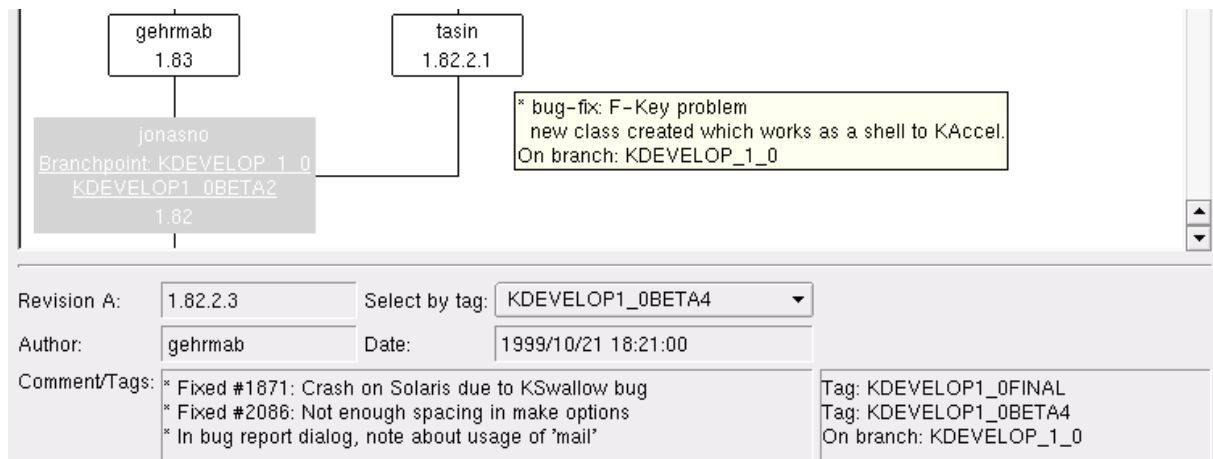 gehrmab
1.83
tasin
1.82.2.1
* bug-fix: F-Key problem
new class created which works as a shell to KAccel.
On branch: KDEVELOP_1_0
jonasno
Branchpoint: KDEVELOP_1_0
KDEVELOP1_0BETA2
1.82
Revision A: 1.82.2.3 Select by tag: KDEVELOP1_0BETA4
Author: gehrmab Date: 1999/10/21 18:21:00
Comment/Tags: * Fixed #1871: Crash on Solaris due to KSwallow bug
* Fixed #2086: Not enough spacing in make options
* In bug report dialog, note about usage of 'mail'
Tag: KDEVELOP1_0FINAL
Tag: KDEVELOP1_0BETA4
On branch: KDEVELOP_1_0